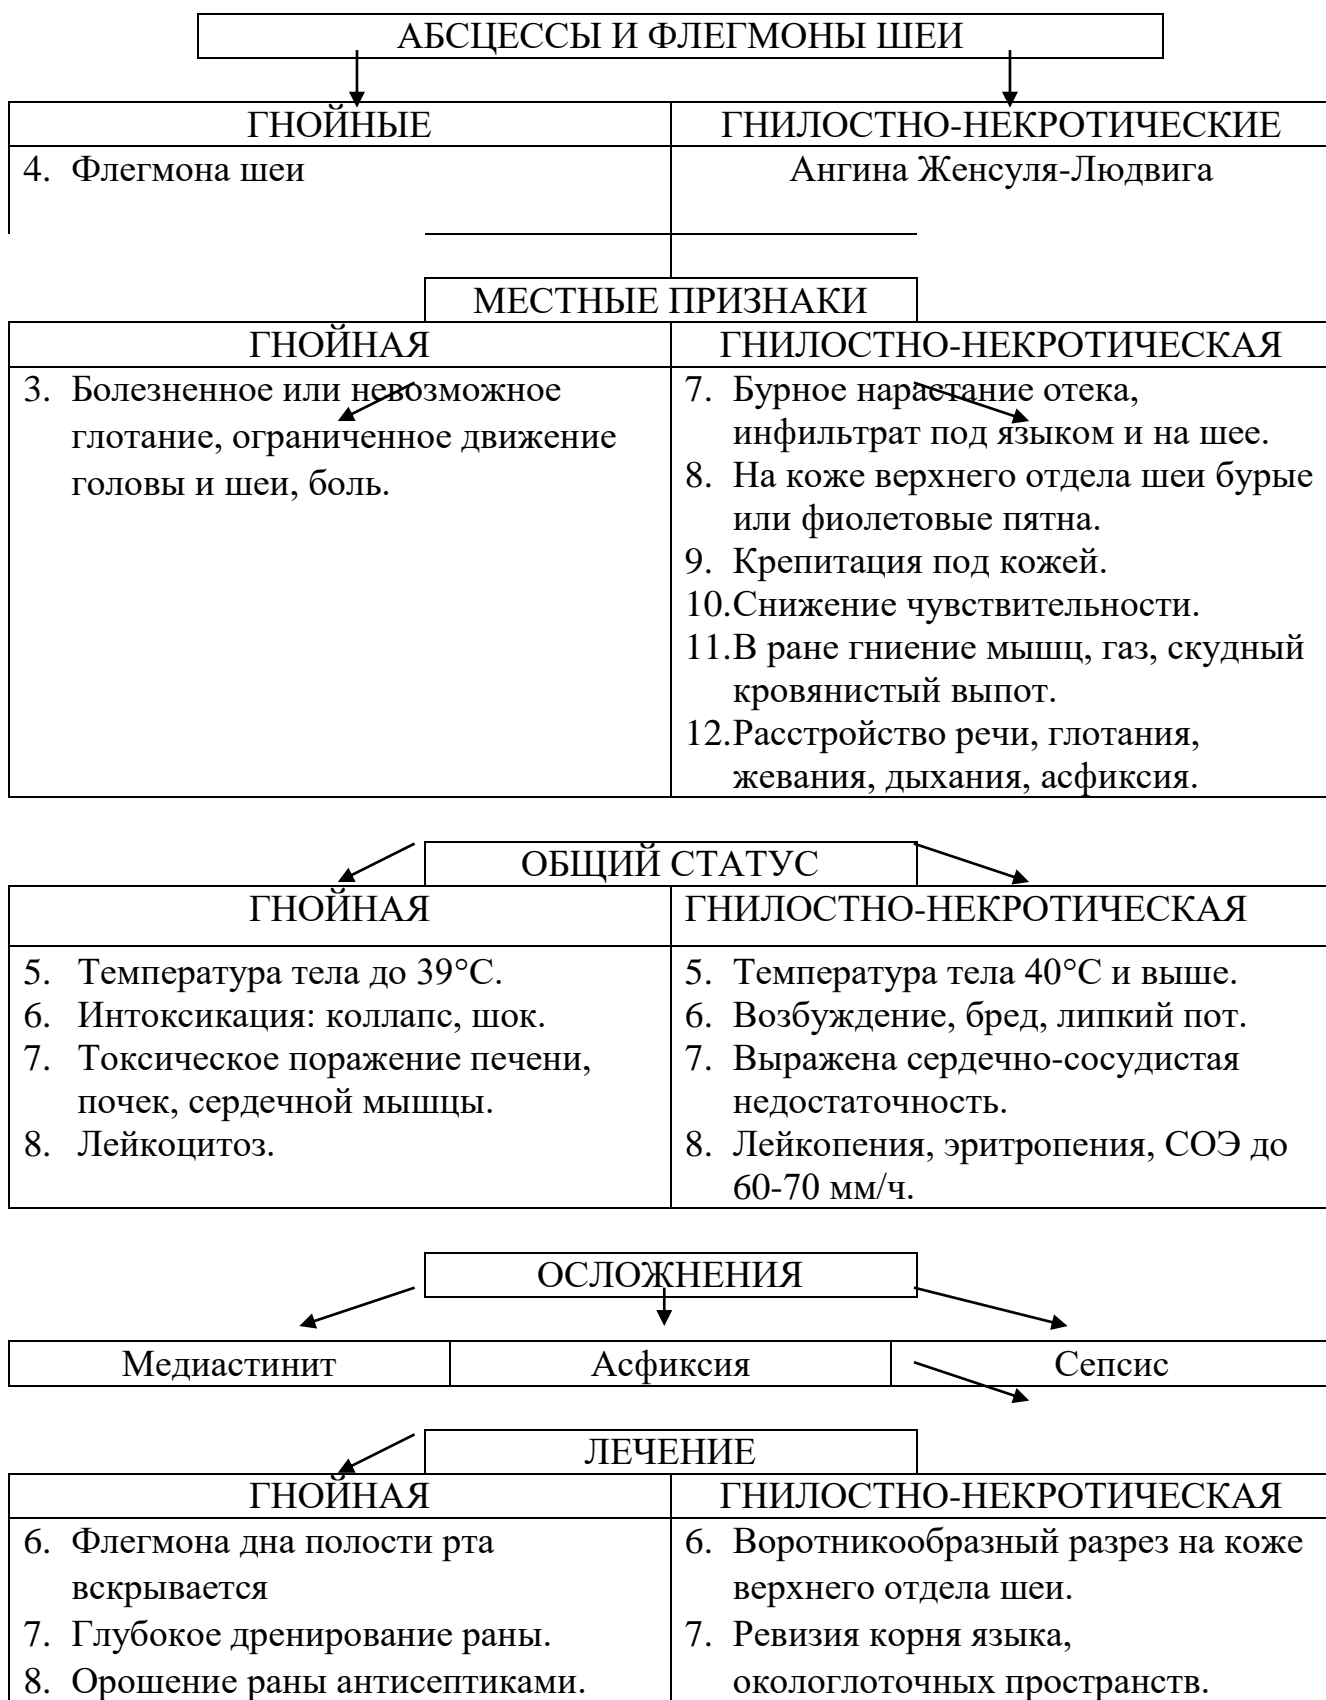 АБСЦЕССЫ И ФЛЕГМОНЫ ШЕИ
ГНОЙНЫЕ
ГНИЛОСТНО-НЕКРОТИЧЕСКИЕ
4. Флегмона шеи
Ангина Женсуля-Людвига
МЕСТНЫЕ ПРИЗНАКИ
ГНОЙНАЯ
ГНИЛОСТНО-НЕКРОТИЧЕСКАЯ
3. Болезненное или невозможное
глотание, ограниченное движение
головы и шеи, боль.
7. Бурное нарастание отека,
инфильтрат под языком и на шее.
8. На коже верхнего отдела шеи бурые
или фиолетовые пятна.
9. Крепитация под кожей.
10.Снижение чувствительности.
11.В ране гниение мышц, газ, скудный
кровянистый выпот.
12.Расстройство речи, глотания,
жевания, дыхания, асфиксия.
ОБЩИЙ СТАТУС
ГНОЙНАЯ
ГНИЛОСТНО-НЕКРОТИЧЕСКАЯ
5. Температура тела до 39°С.
6. Интоксикация: коллапс, шок.
7. Токсическое поражение печени,
почек, сердечной мышцы.
8. Лейкоцитоз.
5. Температура тела 40°С и выше.
6. Возбуждение, бред, липкий пот.
7. Выражена сердечно-сосудистая
недостаточность.
8. Лейкопения, эритропения, СОЭ до
60-70 мм/ч.
ОСЛОЖНЕНИЯ
Медиастинит
Асфиксия
Сепсис
ЛЕЧЕНИЕ
ГНОЙНАЯ
ГНИЛОСТНО-НЕКРОТИЧЕСКАЯ
6. Флегмона дна полости рта
вскрывается
7. Глубокое дренирование раны.
8. Орошение раны антисептиками.
6. Воротникообразный разрез на коже
верхнего отдела шеи.
7. Ревизия корня языка,
окологлоточных пространств.